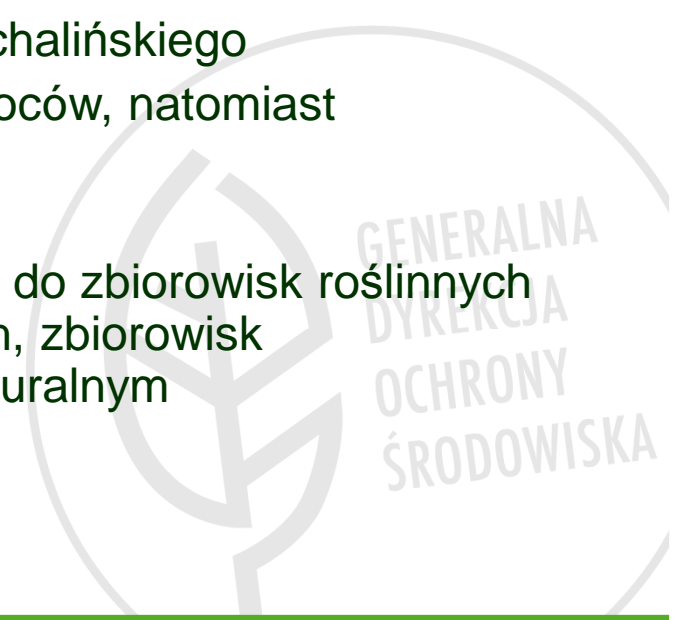 chalińskiego
oców, natomiast
do zbiorowisk roślinnych
, zbiorowisk
uralnym
GENERALNA
DYREKCJA
OCHRONY
ŚRODOWISKA